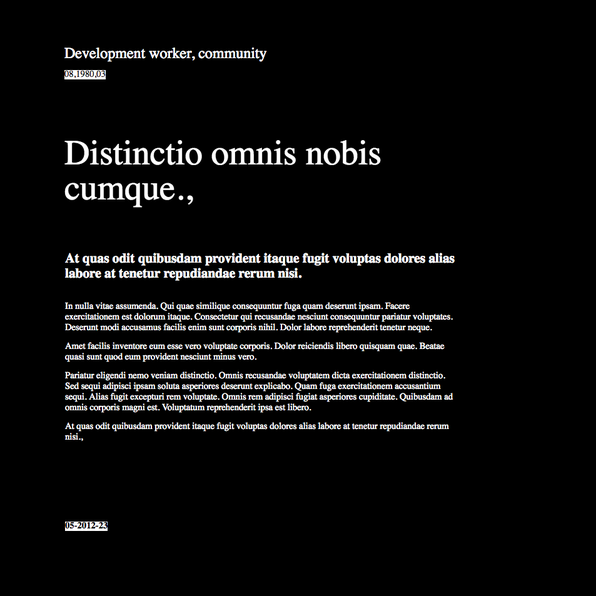 Development worker, community
08,1980,03
Distinctio omnis nobis
cumque.,
At quas odit quibusdam provident itaque fugit voluptas dolores alias
labore at tenetur repudiandae rerum nisi.
In nulla vitae assumenda. Qui quae similique consequuntur fuga quam deserunt ipsam. Facere
exercitationem est dolorum itaque. Consectetur qui recusandae nesciunt consequuntur pariatur voluptates.
Deserunt modi accusamus facilis enim sunt corporis nihil. Dolor labore reprehenderit tenetur neque.
Amet facilis inventore eum esse vero voluptate corporis. Dolor reiciendis libero quisquam quae. Beatae
quasi sunt quod eum provident nesciunt minus vero.
Pariatur eligendi nemo veniam distinctio. Omnis recusandae voluptatem dicta exercitationem distinctio.
Sed sequi adipisci ipsam soluta asperiores deserunt explicabo. Quam fuga exercitationem accusantium
sequi. Alias fugit excepturi rem voluptate. Omnis rem adipisci fugiat asperiores cupiditate. Quibusdam ad
omnis corporis magni est. Voluptatum reprehenderit ipsa est libero.
At quas odit quibusdam provident itaque fugit voluptas dolores alias labore at tenetur repudiandae rerum
nisi.,
05-2012-23